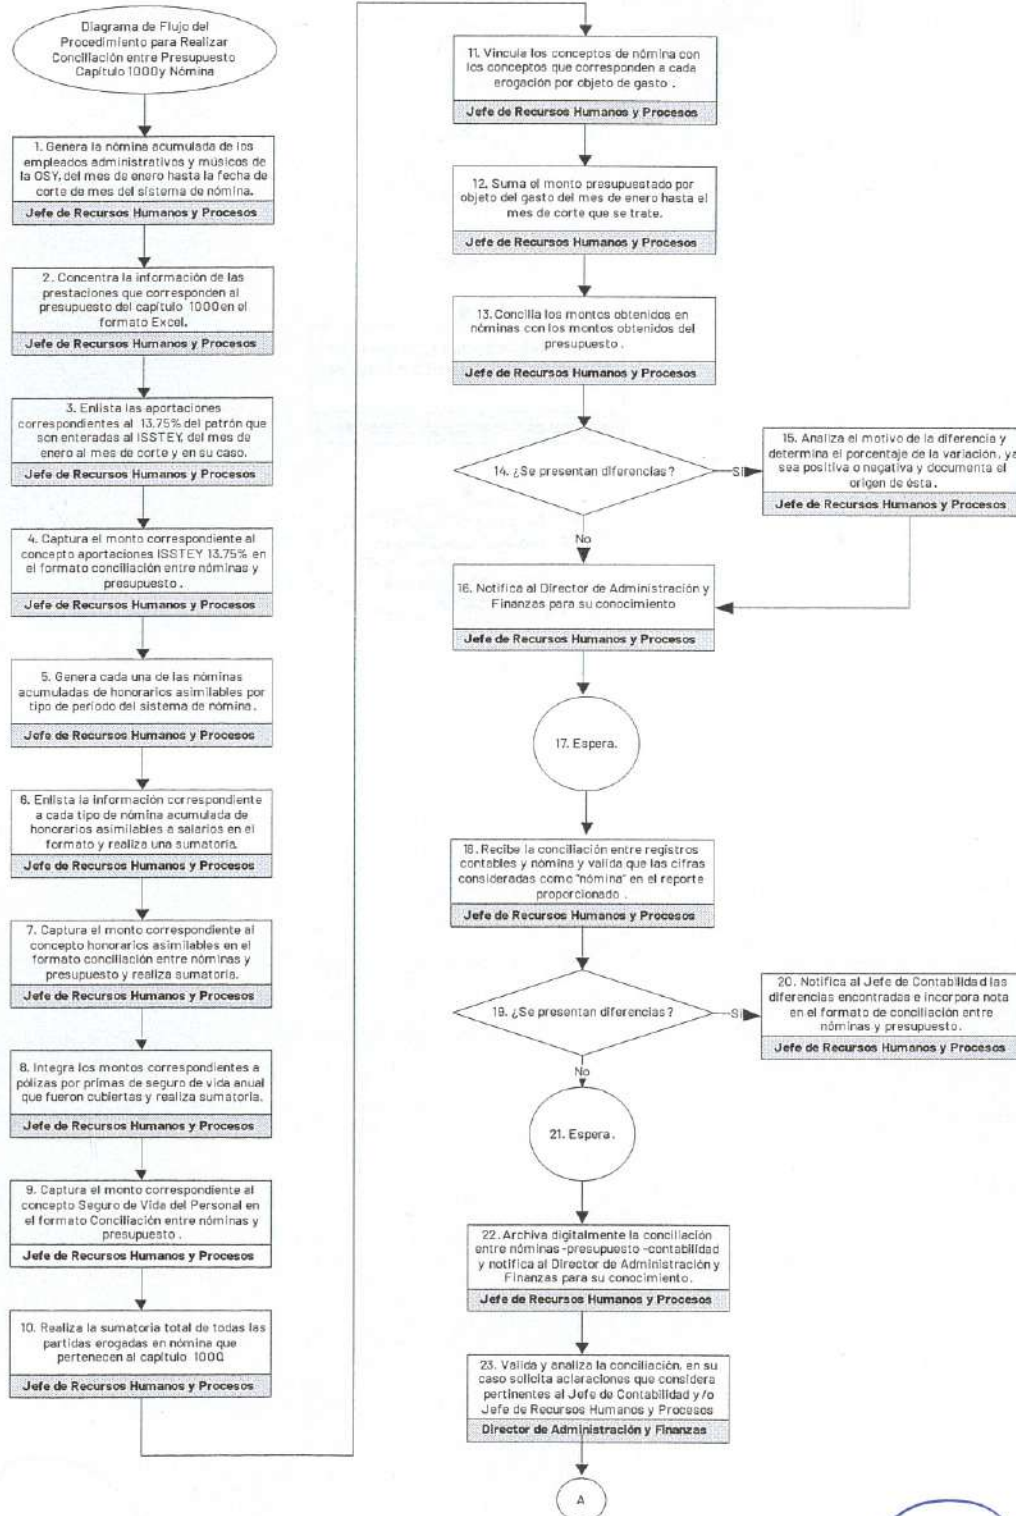 Diagrama de Flujo del
Procedimiento para Realizar
Conciliación entre Presupuesto
Capítulo 1000 y Nómina
1. Genera la nómina acumulada de los
empleados administrativos y músicos de
la OSY, del mes de enero hasta la fecha de
corte de mes del sistema de nómina.
Jefe de Recursos Humanos y Procesos
2. Concentra la información de las
prestaciones que corresponden al
presupuesto del capítulo 1000 en el
formato Excel.
Jefe de Recursos Humanos y Procesos
3. Enlista las aportaciones
correspondientes al 13.75% del patrón que
son enteradas al ISSTEY, del mes de
enero al mes de corte y en su caso.
Jefe de Recursos Humanos y Procesos
4. Captura el monto correspondiente al
concepto aportaciones ISSTEY 13.75% en
el formato conciliación entre nóminas y
presupuesto .
Jefe de Recursos Humanos y Procesos
5. Genera cada una de las nóminas
acumuladas de honorarios asimilables por
tipo de período del sistema de nómina.
Jefe de Recursos Humanos y Procesos
6. Enlista la información correspondiente
a cada tipo de nómina acumulada de
honorarios asimilables a salarios en el
formato y realiza una sumatoria.
Jefe de Recursos Humanos y Procesos
7. Captura el monto correspondiente al
concepto honorarios asimilables en el
formato conciliación entre nóminas y
presupuesto y realiza sumatoria.
Jefe de Recursos Humanos y Procesos
8. Integra los montos correspondientes a
pólizas por primas de seguro de vida anual
que fueron cubiertas y realiza sumatoria.
Jefe de Recursos Humanos y Procesos
9. Captura el monto correspondiente al
concepto Seguro de Vida del Personal en
el formato Conciliación entre nóminas y
presupuesto .
Jefe de Recursos Humanos y Procesos
10. Realiza la sumatoria total de todas las
partidas erogadas en nómina que
pertenecen al capítulo 1000
Jefe de Recursos Humanos y Procesos
11. Vincula los conceptos de nómina con
los conceptos que corresponden a cada
erogación por objeto de gasto .
Jefe de Recursos Humanos y Procesos
12. Suma el monto presupuestado por
objeto del gasto del mes de enero hasta el
mes de corte que se trate.
Jefe de Recursos Humanos y Procesos
13. Concilia los montos obtenidos en
nóminas con los montos obtenidos del
presupuesto .
Jefe de Recursos Humanos y Procesos
14. ¿Se presentan diferencias?
Si
15. Analiza el motivo de la diferencia y
determina el porcentaje de la variación, ya
sea positiva o negativa y documenta el
origen de ésta .
Jefe de Recursos Humanos y Procesos
No
16. Notifica al Director de Administración y
Finanzas para su conocimiento
Jefe de Recursos Humanos y Procesos
17. Espera.
18. Recibe la conciliación entre registros
contables y nómina y valida que las cifras
consideradas como "nómina" en el reporte
proporcionado .
Jefe de Recursos Humanos y Procesos
19. ¿Se presentan diferencias?
Si
20. Notifica al Jefe de Contabilidad las
diferencias encontradas e incorpora nota
en el formato de conciliación entre
nóminas y presupuesto.
Jefe de Recursos Humanos y Procesos
No
21. Espera .
22. Archiva digitalmente la conciliación
entre nóminas -presupuesto -contabilidad
y notifica al Director de Administración y
Finanzas para su conocimiento.
Jefe de Recursos Humanos y Procesos
23. Valida y analiza la conciliación, en su
caso solicita aclaraciones que considera
pertinentes al Jefe de Contabilidad y/o
Jefe de Recursos Humanos y Procesos
Director de Administración y Finanzas
A